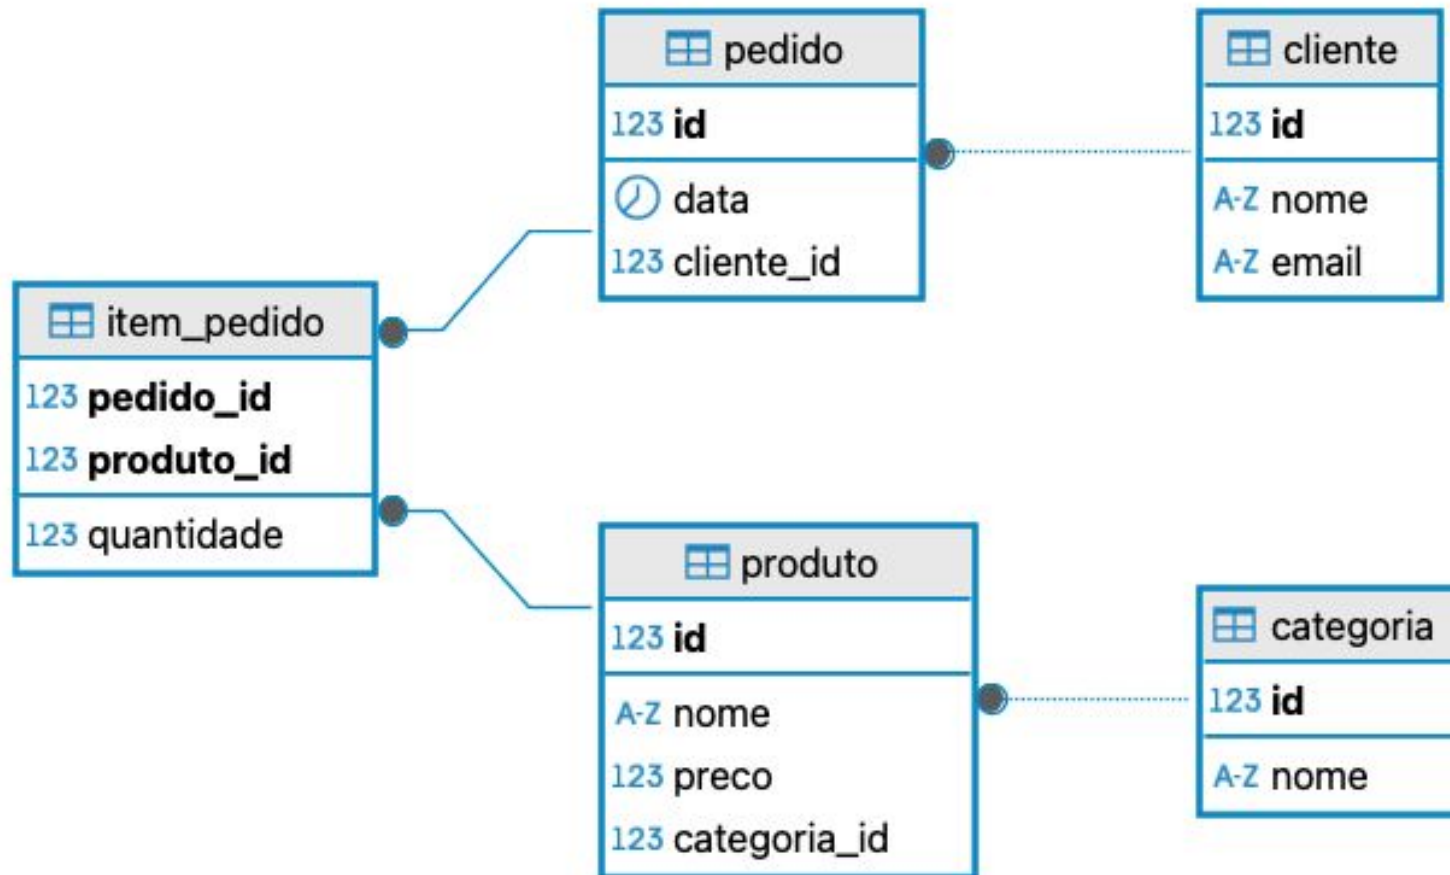 pedido
123 id
data
123 cliente_id
cliente
123 id
A-Z nome
A-Z email
item_pedido
123 pedido_id
123 produto_id
123 quantidade
produto
123 id
A-Z nome
123 preco
123 categoria_id
categoria
123 id
A-Z nome